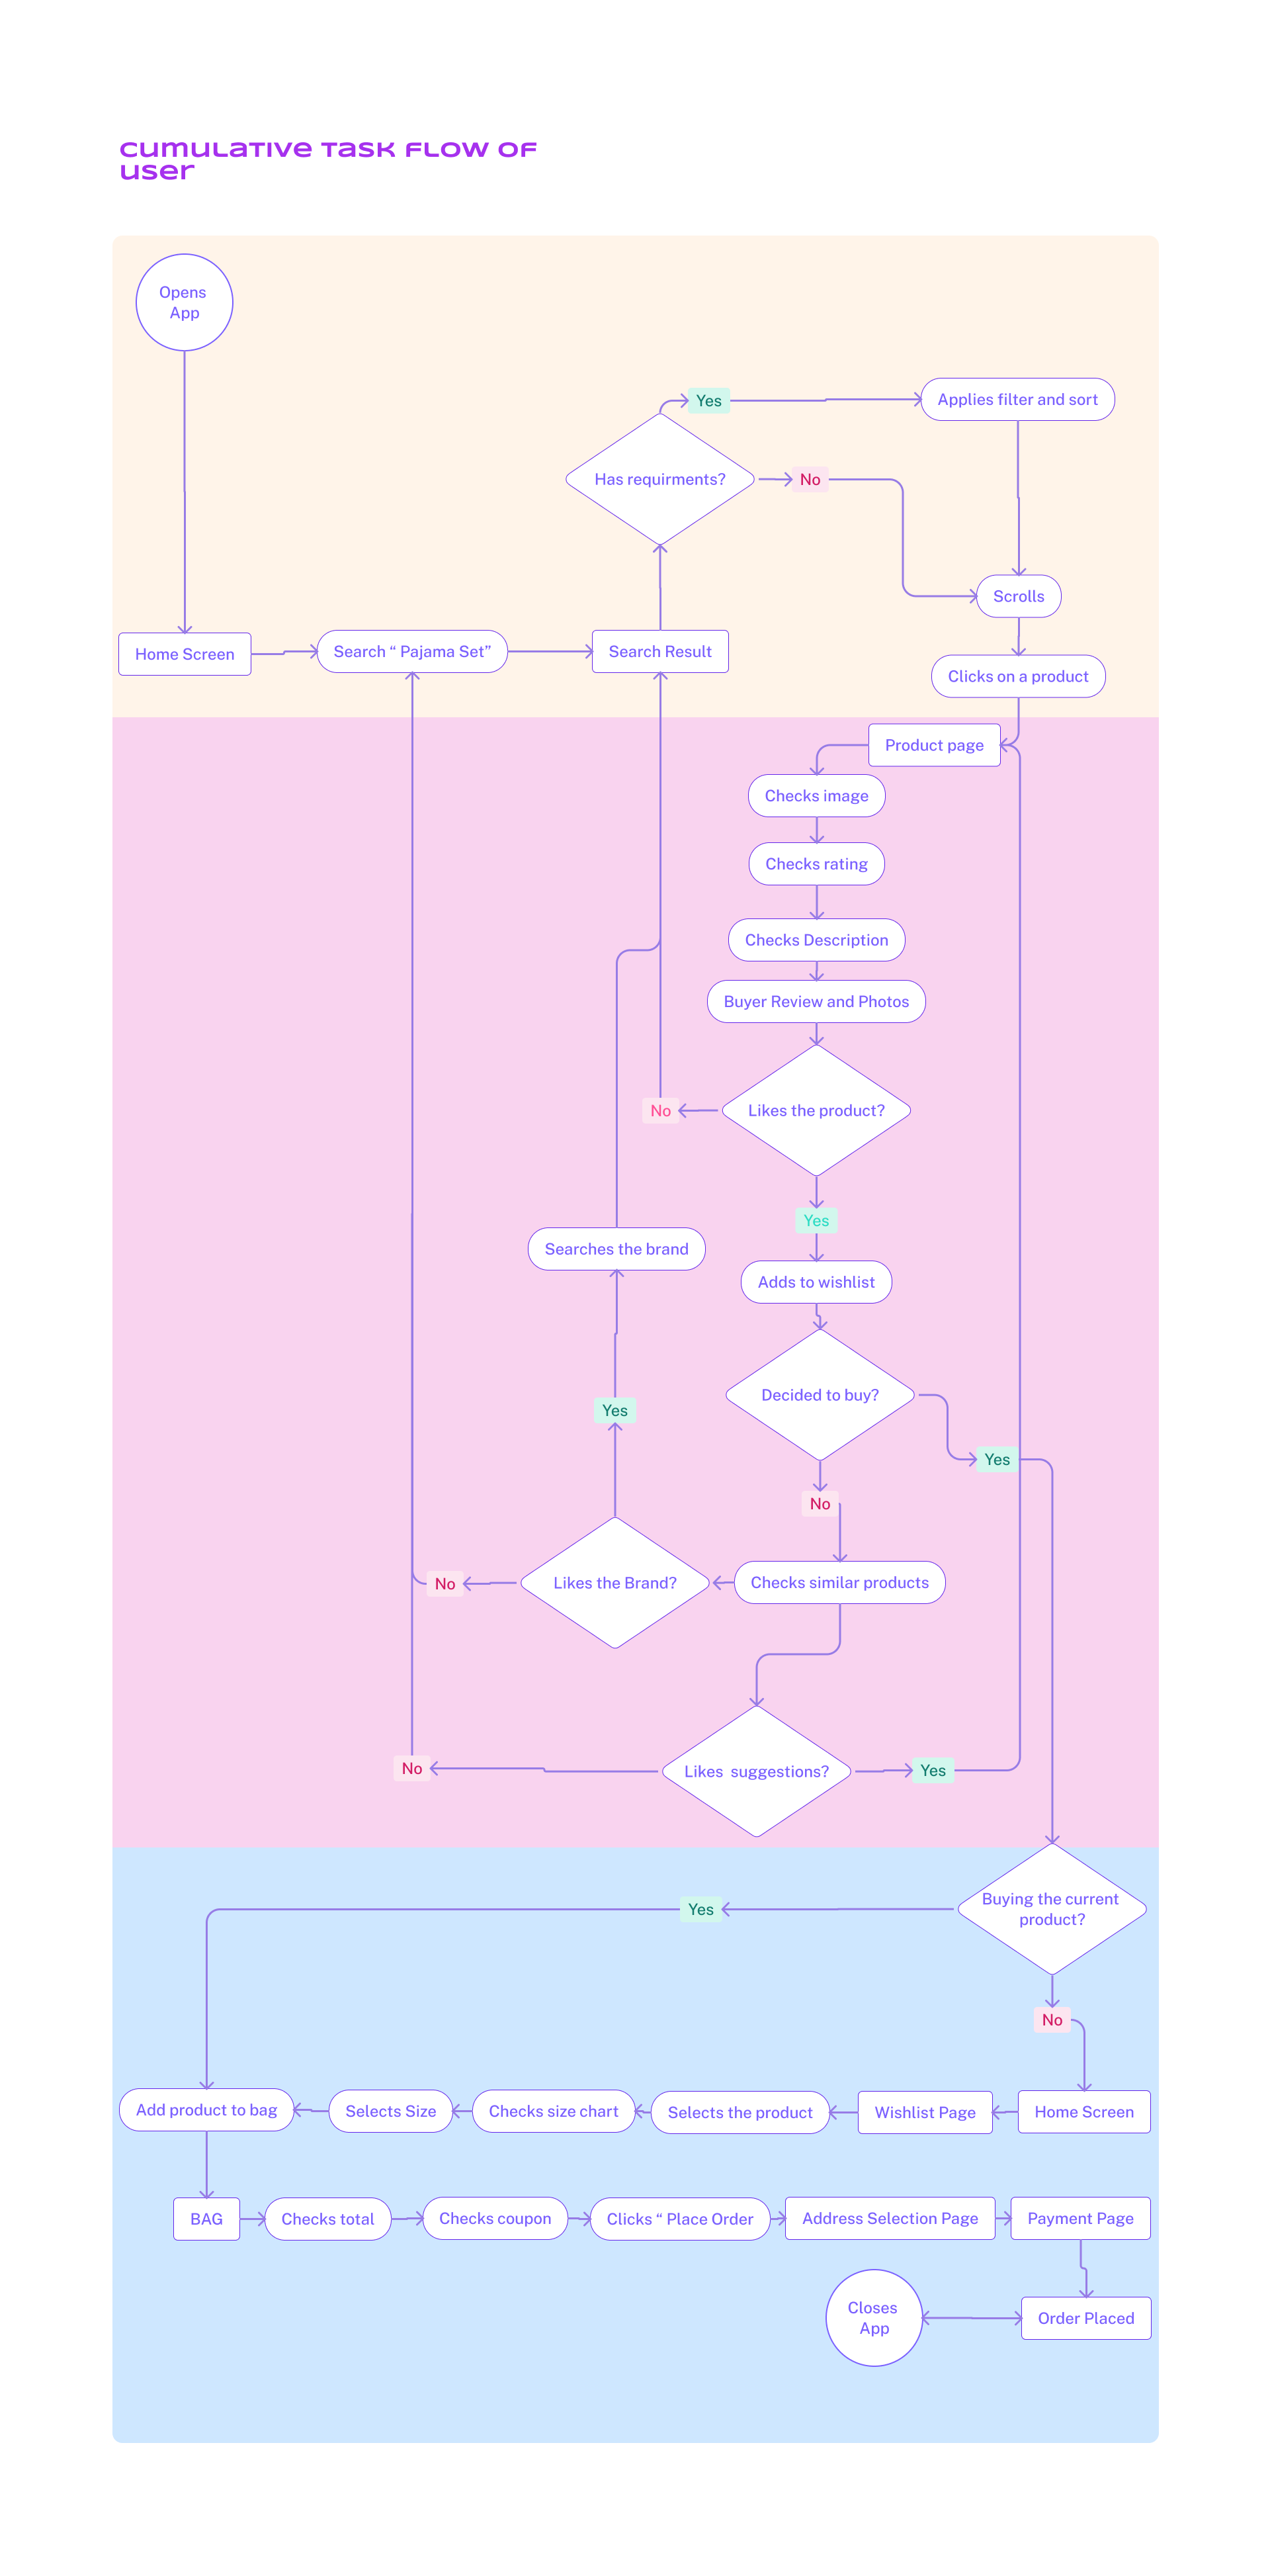 Cumulative Task Flow of
user
Opens
App
Yes
Applies filter and sort
Has requirments?
No
Scrolls
Home Screen
Search “ Pajama Set”
Search Result
Clicks on a product
Product page
Checks image
Checks rating
Checks Description
Buyer Review and Photos
Likes the product?
No
Yes
Searches the brand
Adds to wishlist
Decided to buy?
Yes
Yes
No
Likes the Brand?
No
Checks similar products
Likes  suggestions?
No
Yes
Buying the current
product?
Yes
No
Add product to bag
Selects Size
Checks size chart
Selects the product
Wishlist Page
Home Screen
BAG
Checks total
Checks coupon
Clicks “ Place Order
Address Selection Page
Payment Page
Closes
App
Order Placed